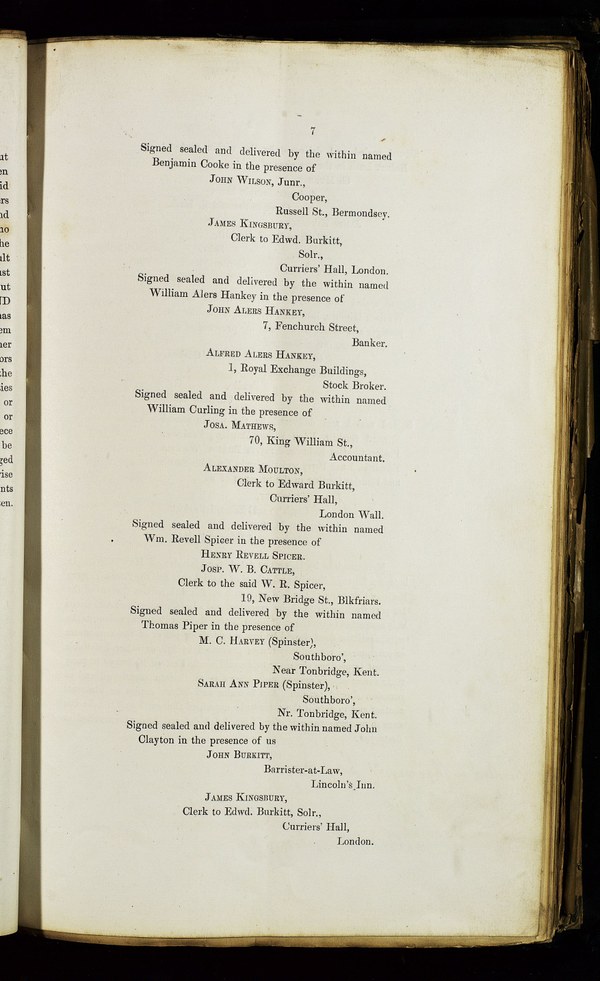 7
Signed sealed and delivered by the within named
Benjamin Cooke in the presence of
JOHN WILSON, Junr.,
Cooper,
Russell St., Bermondsey.
JAMES KINGSBURY,
Clerk to Edwd. Burkitt,
Solr.,
Curriers' Hall, London.
Signed sealed and delivered by the within named
William Alers Hankey in the presence of
JOHN ALERS HANKEY,
7, Fenchurch Street,
Banker.
ALFRED ALERS HANKEY,
1, Royal Exchange Buildings,
Stock Broker.
Signed sealed and delivered by the within named
William Curling in the presence of
JOSA. MATHEWS,
70, King William St.,
Accountant.
ALEXANDER MOULTON,
Clerk to Edward Burkitt,
Curriers' Hall,
London Wall.
Signed sealed and delivered by the within named
Wm. Revell Spicer in the presence of
HENRY REVELL SPICER.
JOSP. W. B. CATTLE,
Clerk to the said W. R. Spicer,
19, New Bridge St., Blkfriars.
Signed sealed and delivered by the within named
Thomas Piper in the presence of
M. C. HARVEY (Spinster),
Southboro',
Near Tonbridge, Kent.
SARAH ANN PIPER (Spinster),
Southboro',
Nr. Tonbridge, Kent.
Signed sealed and delivered by the within named John
Clayton in the presence of us
JOHN BURKITT,
Barrister-at-Law,
Lincoln's Inn.
JAMES KINGSBURY,
Clerk to Edwd. Burkitt, Solr.,
Curriers' Hall,
London.